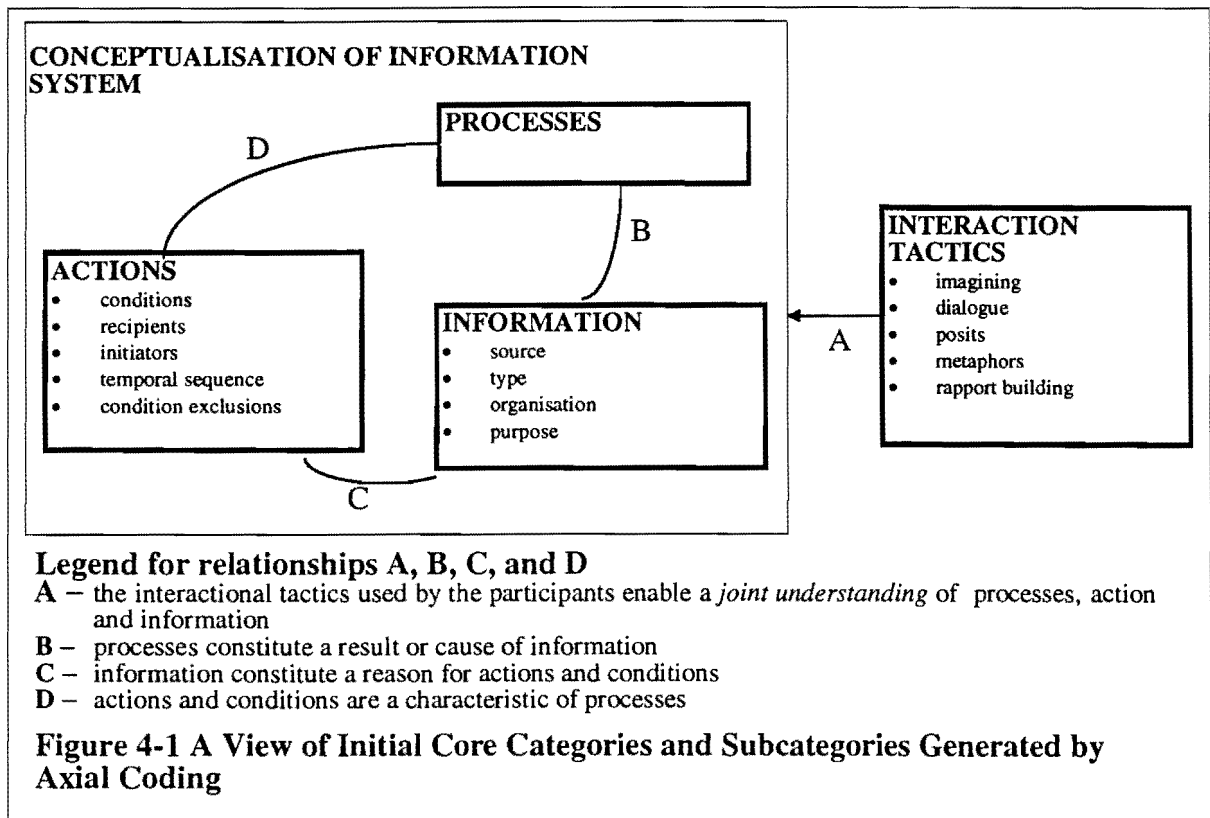 CONCEPTUALISATION OF INFORMATION
SYSTEM
PROCESSES
D
B
ACTIONS
• conditions
• recipients
• initiators
• temporal sequence
• condition exclusions
INFORMATION
• source
• type
• organisation
• purpose
C
INTERACTION
TACTICS
• imagining
• dialogue
• posits
• metaphors
• rapport building
A
Legend for relationships A, B, C, and D
A – the interactional tactics used by the participants enable a joint understanding of processes, action
and information
B – processes constitute a result or cause of information
C – information constitute a reason for actions and conditions
D – actions and conditions are a characteristic of processes
Figure 4-1 A View of Initial Core Categories and Subcategories Generated by
Axial Coding